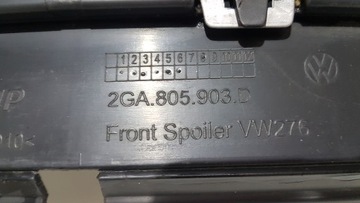 1 2 3 4 5 6 7 8 9 10 11 12
2GA.805.903.D
Front Spoiler VW276